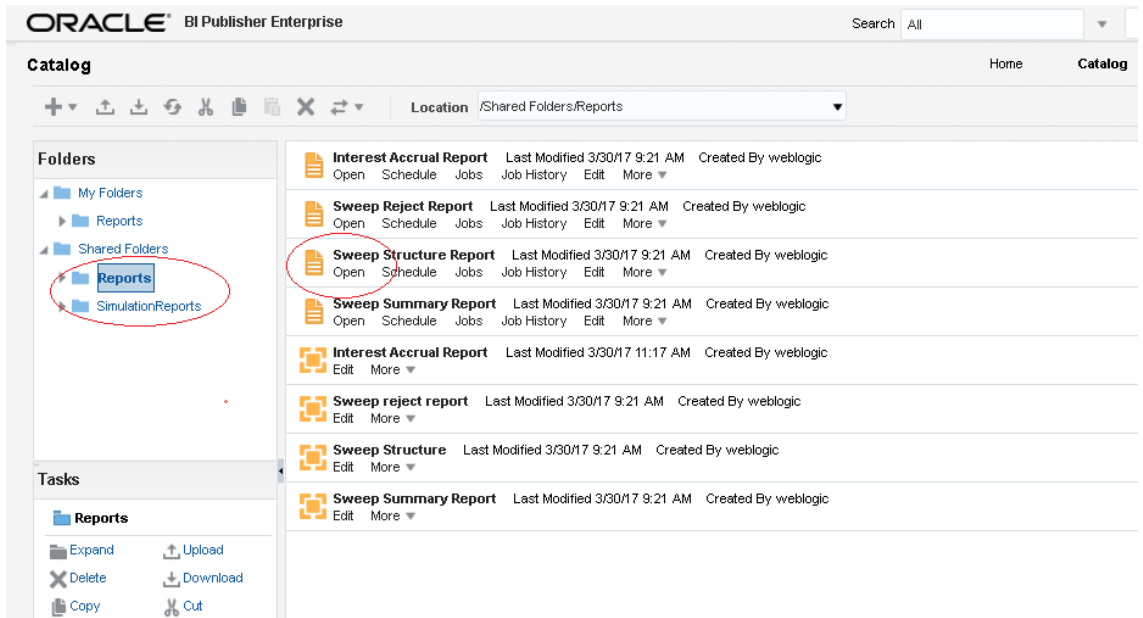 ORACLE BI Publisher Enterprise Search All
Catalog Home Catalog
Location /Shared Folders/Reports
Folders
My Folders
Reports
Shared Folders
Reports
SimulationReports
Interest Accrual Report Last Modified 3/30/17 9:21 AM Created By weblogic
Open Schedule Jobs Job History Edit More
Sweep Reject Report Last Modified 3/30/17 9:21 AM Created By weblogic
Open Schedule Jobs Job History Edit More
Sweep Structure Report Last Modified 3/30/17 9:21 AM Created By weblogic
Open Schedule Jobs Job History Edit More
Sweep Summary Report Last Modified 3/30/17 9:21 AM Created By weblogic
Open Schedule Jobs Job History Edit More
Interest Accrual Report Last Modified 3/30/17 11:17 AM Created By weblogic
Edit More
Sweep reject report Last Modified 3/30/17 9:21 AM Created By weblogic
Edit More
Sweep Structure Last Modified 3/30/17 9:21 AM Created By weblogic
Edit More
Sweep Summary Report Last Modified 3/30/17 9:21 AM Created By weblogic
Edit More
Tasks
Reports
Expand Upload
Delete Download
Copy Cut